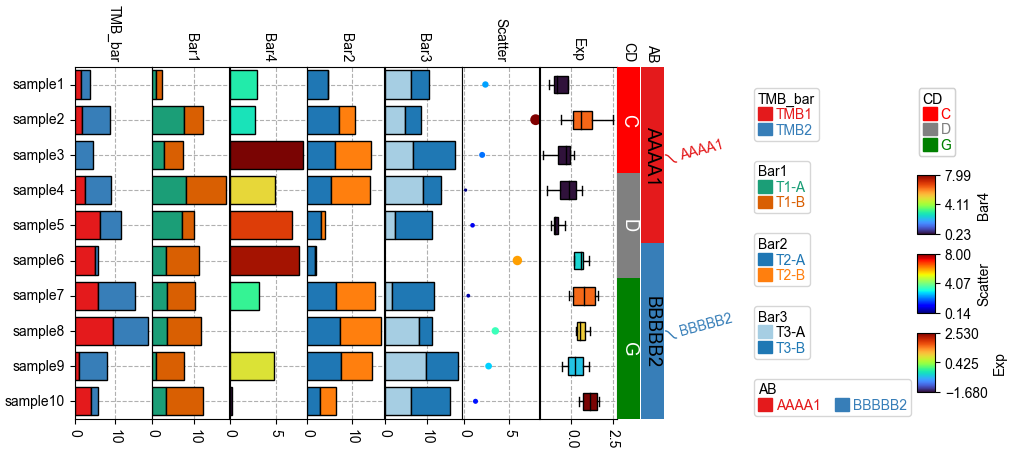 TMB_bar Bar1 Bar4 Bar2 Bar3 Scatter Exp CD AB
sample1
sample2
sample3
sample4
sample5
sample6
sample7
sample8
sample9
sample10
0 10 0 10 0 5 0 10 0 10 0 5 0.0 2.5
C
D
G
AAAA1
BBBBB2
AAAA1
BBBBB2
TMB_bar
TMB1
TMB2
Bar1
T1-A
T1-B
Bar2
T2-A
T2-B
Bar3
T3-A
T3-B
AB
AAAA1 BBBBB2
CD
C
D
G
7.99
4.11
0.23
Bar4
8.00
4.07
0.14
Scatter
2.530
0.425
−1.680
Exp